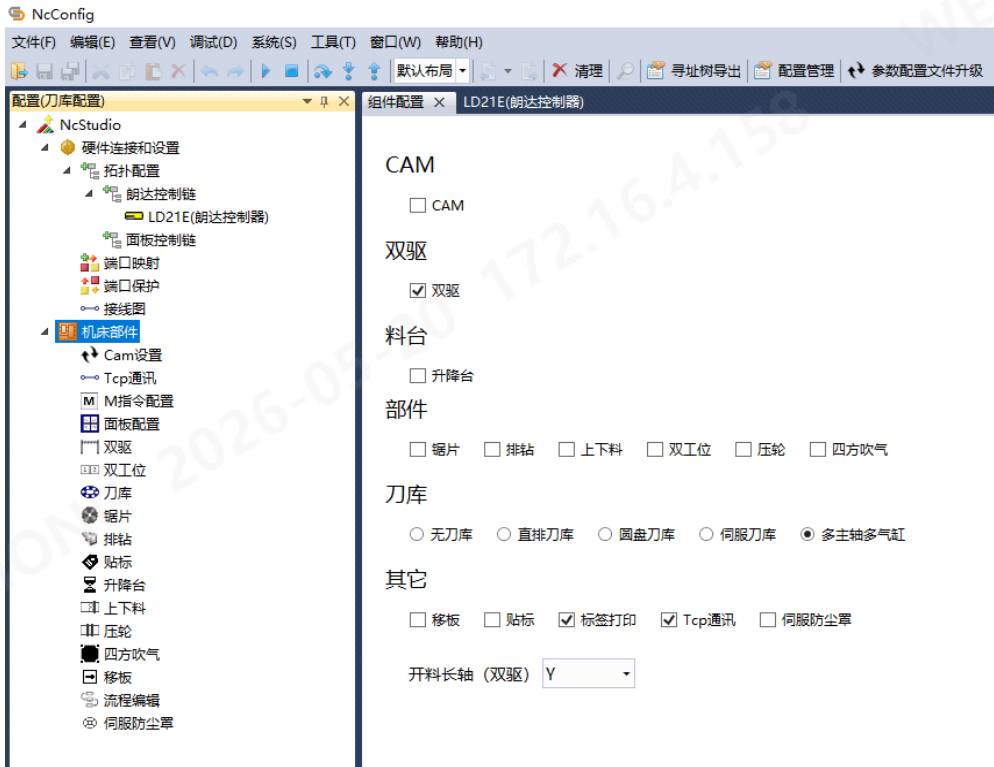 NcConfig
文件(F) 编辑(E) 查看(V) 调试(D) 系统(S) 工具(T) 窗口(W) 帮助(H)
默认布局 清理 寻址树导出 配置管理 参数配置文件升级
配置(刀库配置)
组件配置 LD21E(朗达控制器)
NcStudio
硬件连接和设置
拓扑配置
朗达控制链
LD21E(朗达控制器)
面板控制链
端口映射
端口保护
接线图
机床部件
Cam设置
Tcp通讯
M指令配置
面板配置
双驱
双工位
刀库
锯片
排钻
贴标
升降台
上下料
压轮
四方吹气
移板
流程编辑
伺服防尘罩
CAM
CAM
双驱
双驱
料台
升降台
部件
锯片 排钻 上下料 双工位 压轮 四方吹气
刀库
无刀库 直排刀库 圆盘刀库 伺服刀库 多主轴多气缸
其它
移板 贴标 标签打印 Tcp通讯 伺服防尘罩
开料长轴（双驱） Y
2026-05-20 172.16.4.158